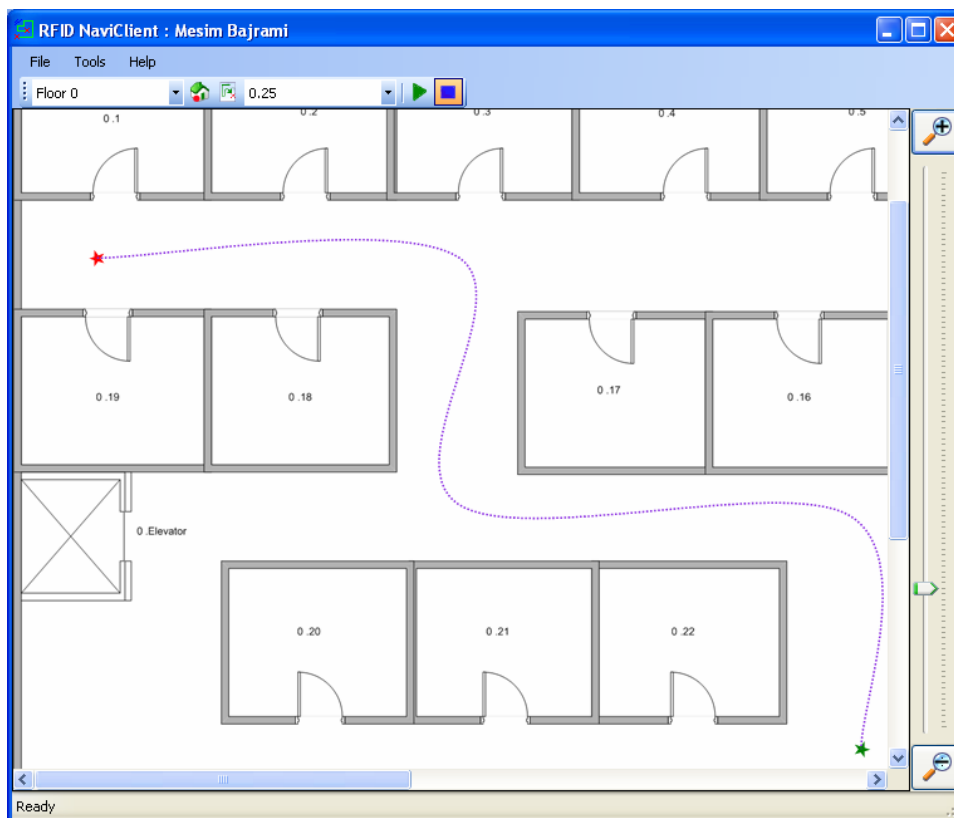 RFID NaviClient : Mesim Bajrami
File Tools Help
Floor 0 0.25
0 .1 0 .2 0 .3 0 .4 0 .5
0 .19 0 .18 0 .17 0 .16
0 .Elevator
0 .20 0 .21 0 .22
Ready